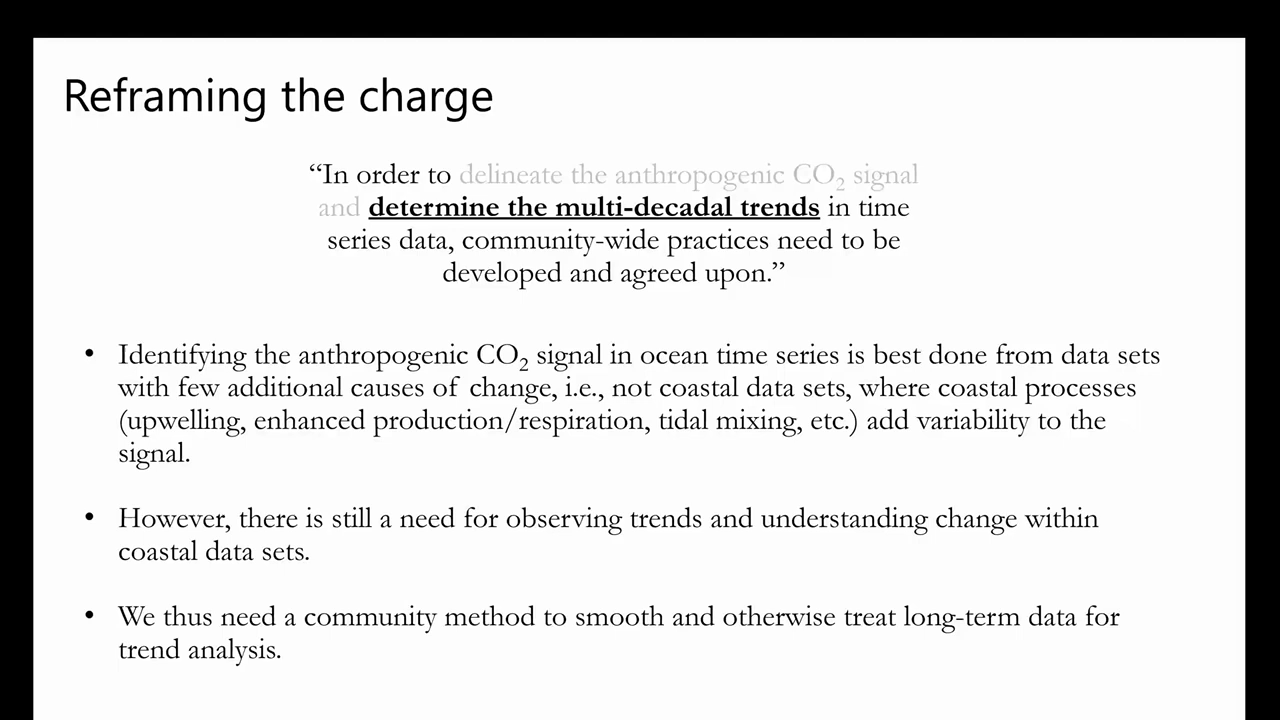 Reframing the charge
“In order to delineate the anthropogenic CO₂ signal
and determine the multi-decadal trends in time
series data, community-wide practices need to be
developed and agreed upon.”
• Identifying the anthropogenic CO₂ signal in ocean time series is best done from data sets
with few additional causes of change, i.e., not coastal data sets, where coastal processes
(upwelling, enhanced production/respiration, tidal mixing, etc.) add variability to the
signal.
• However, there is still a need for observing trends and understanding change within
coastal data sets.
• We thus need a community method to smooth and otherwise treat long-term data for
trend analysis.